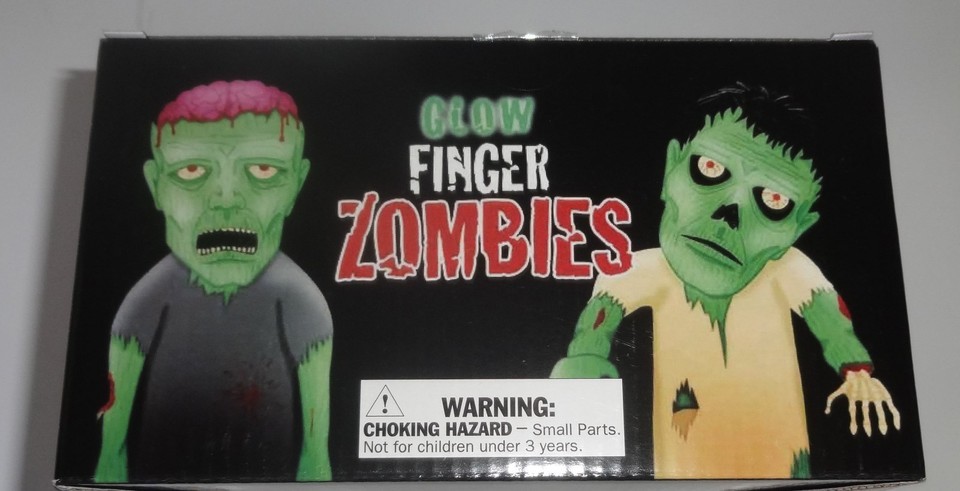 GLOW
FINGER
ZOMBIES
WARNING:
CHOKING HAZARD – Small Parts.
Not for children under 3 years.